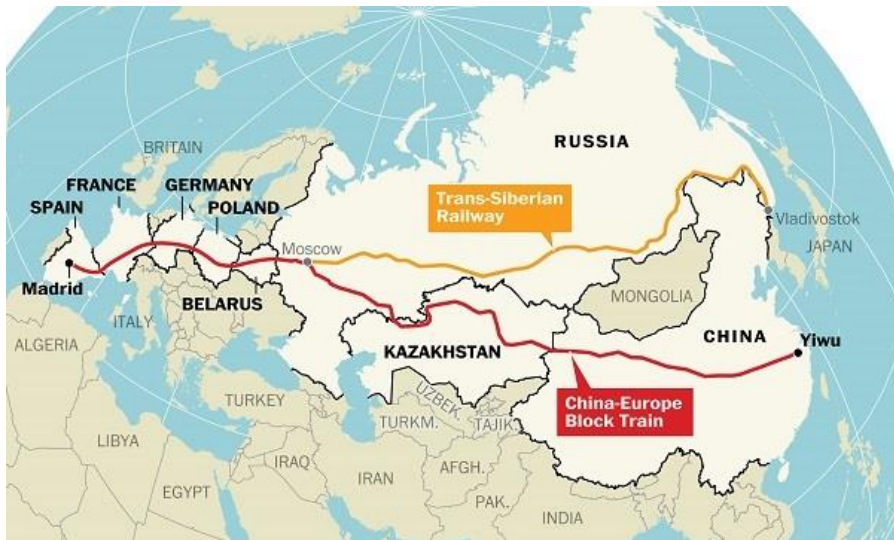 BRITAIN
RUSSIA
FRANCE
GERMANY
SPAIN
POLAND
Trans-Siberian
Railway
Moscow
Vladivostok
JAPAN
Madrid
BELARUS
MONGOLIA
ITALY
CHINA
Yiwu
ALGERIA
KAZAKHSTAN
TURKEY
UZBEK.
China-Europe
Block Train
TURKM.
TAJIK.
LIBYA
IRAQ
IRAN
AFGH.
EGYPT
PAK.
INDIA